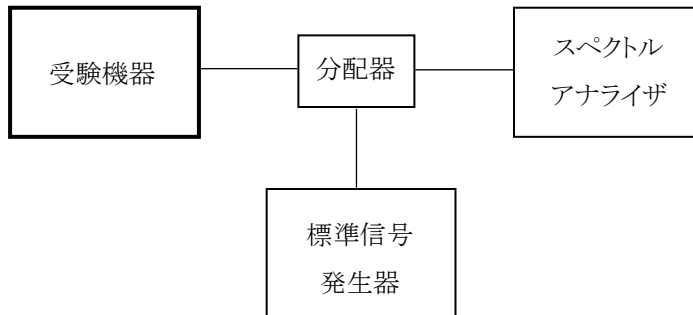 受験機器
分配器
スペクトル
アナライザ
標準信号
発生器